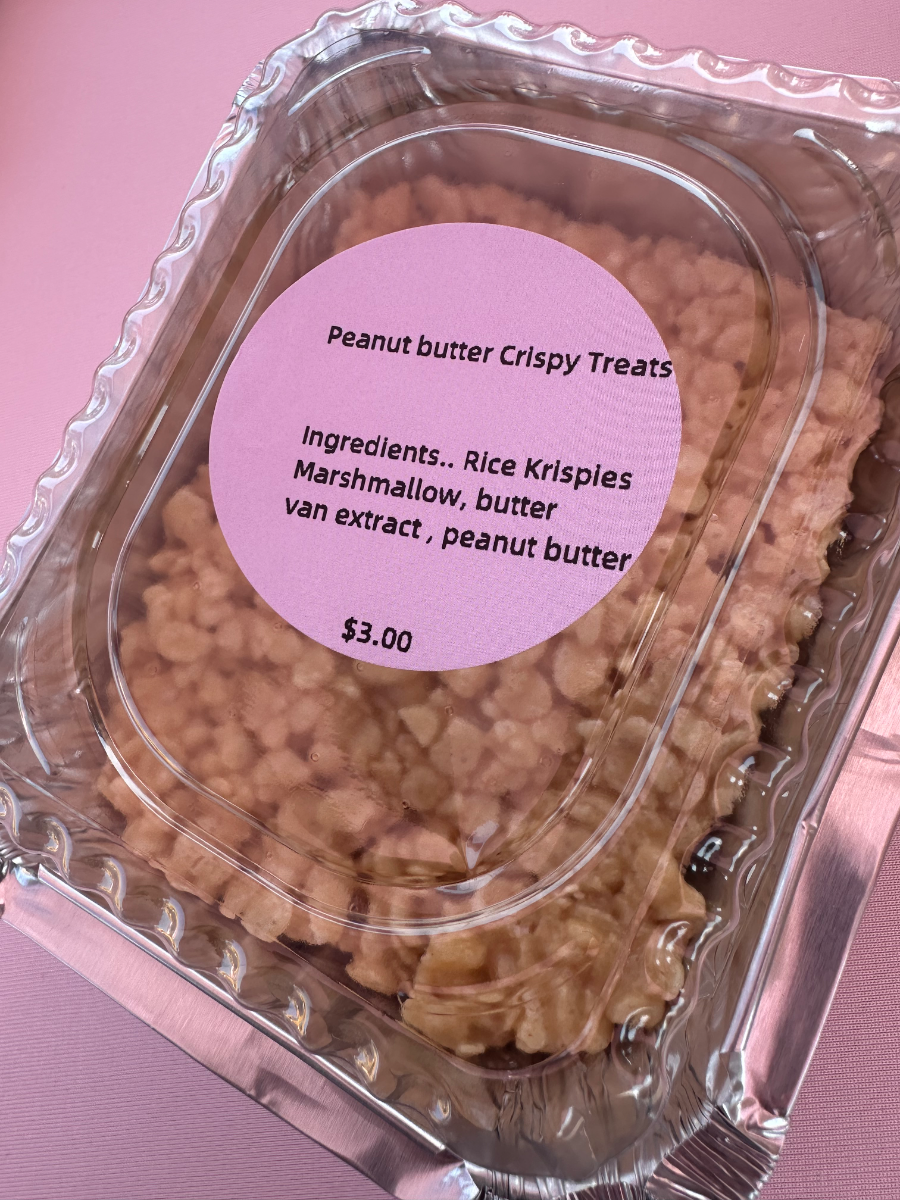 Peanut butter Crispy Treats
Ingredients.. Rice Krispies
Marshmallow, butter
van extract , peanut butter
$3.00